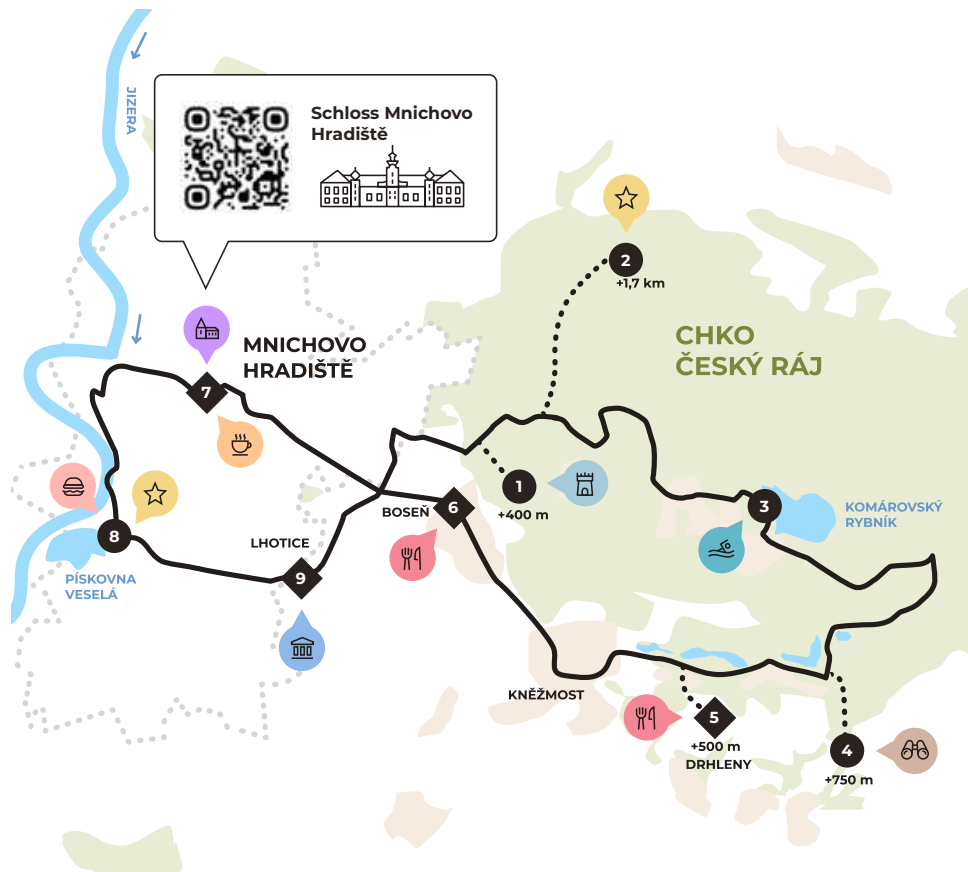 JIZERA
Schloss Mnichovo
Hradiště
2
+1,7 km
MNICHOVO
HRADIŠTĚ
CHKO
ČESKÝ RÁJ
7
1
+400 m
BOSEŇ
6
3
KOMÁROVSKÝ
RYBNÍK
8
LHOTICE
9
PÍSKOVNA
VESELÁ
KNĚŽMOST
5
+500 m
DRHLENY
4
+750 m